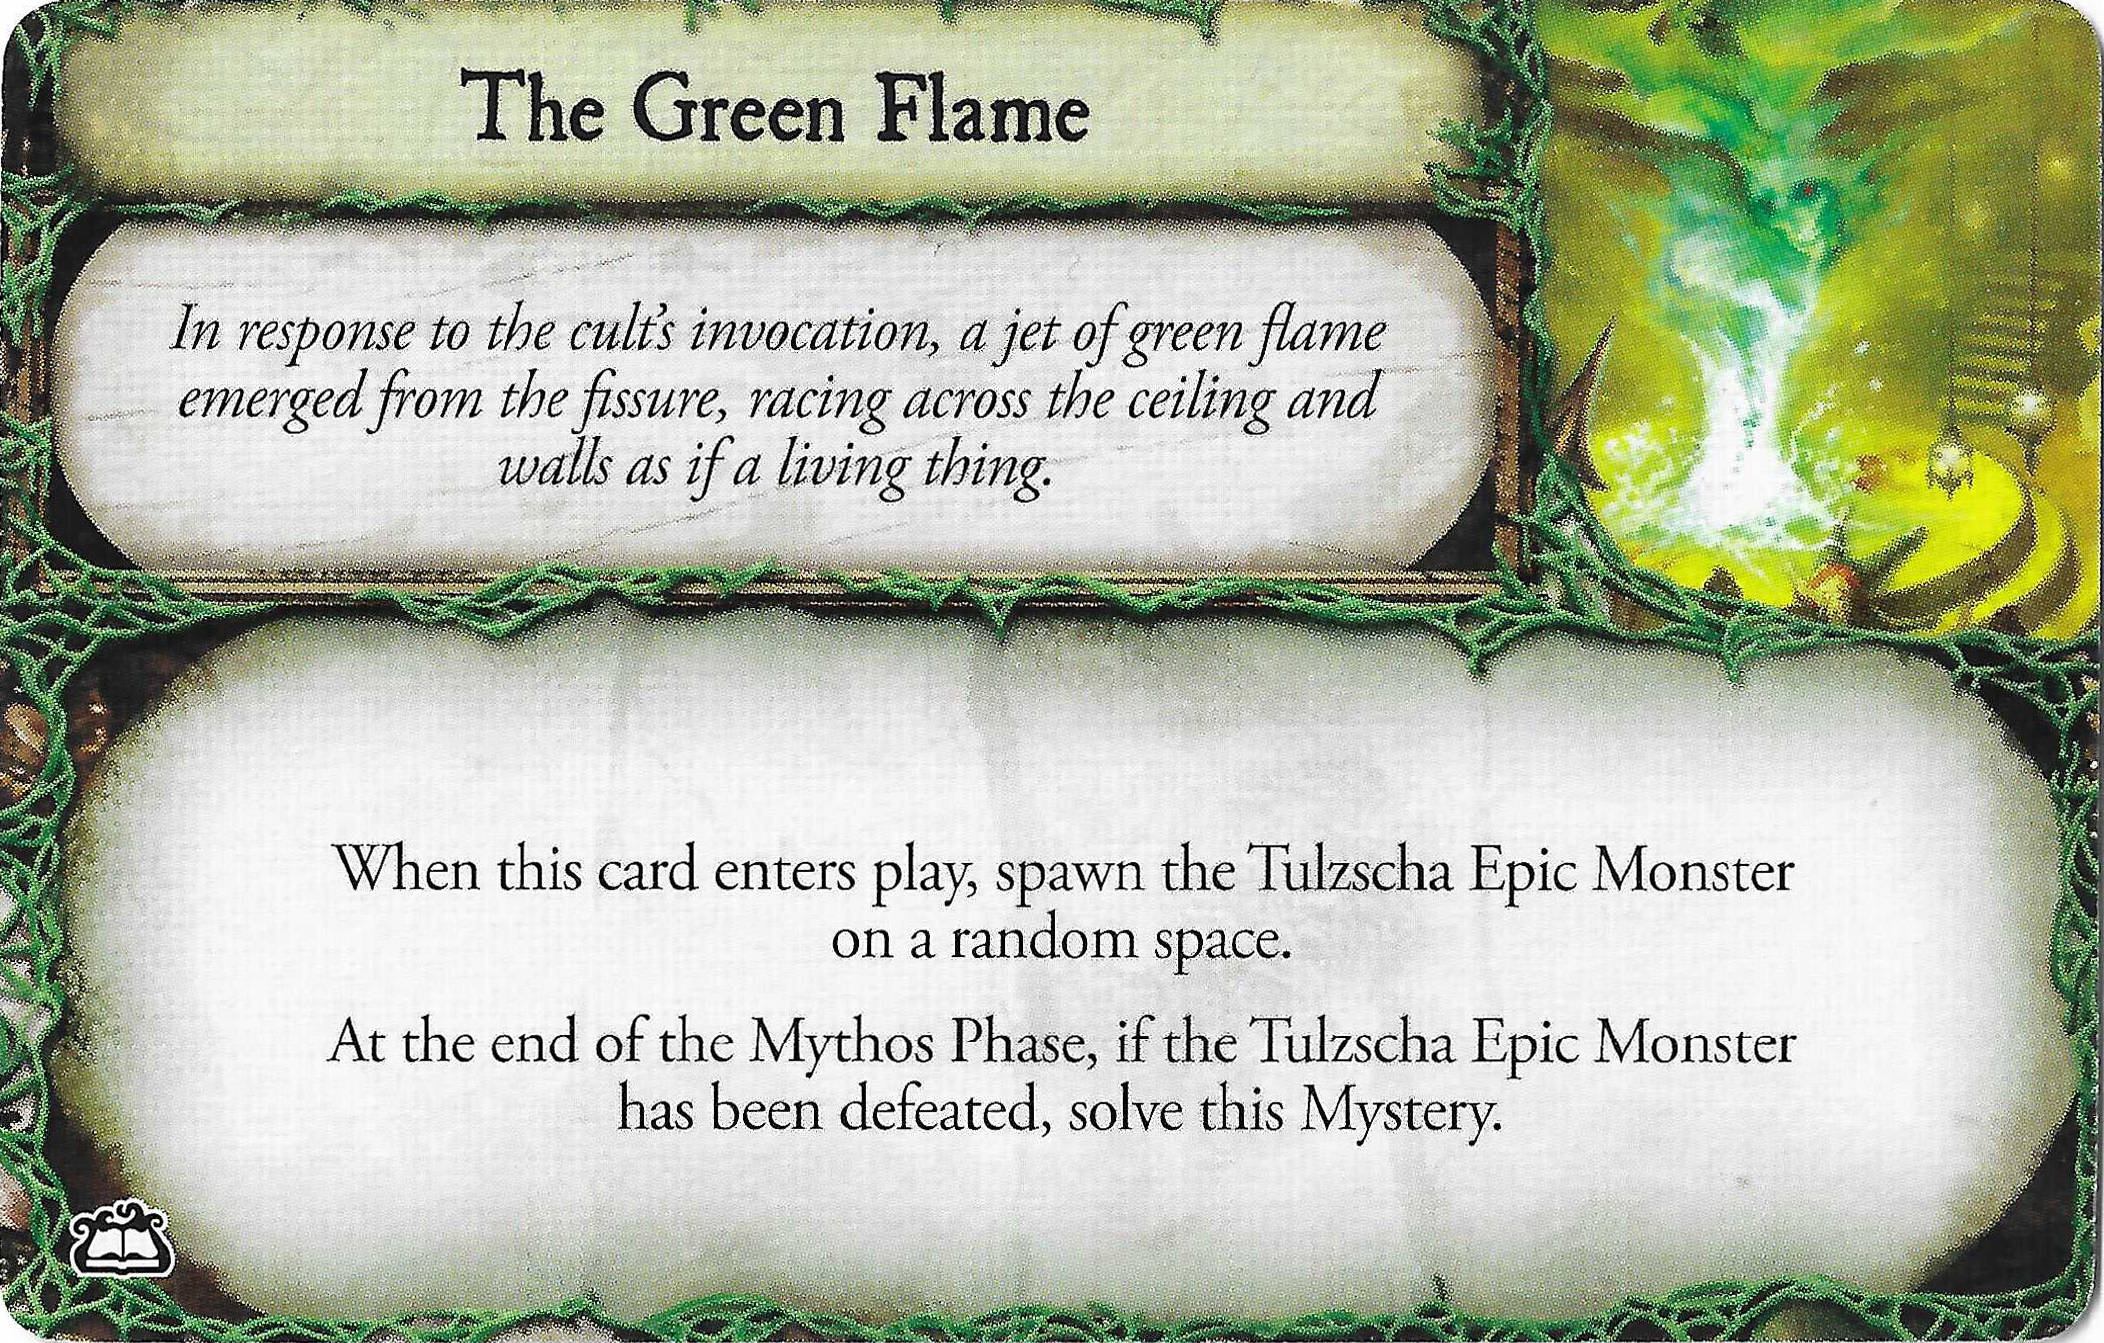 The Green Flame
In response to the cult's invocation, a jet of green flame
emerged from the fissure, racing across the ceiling and
walls as if a living thing.
When this card enters play, spawn the Tulzscha Epic Monster
on a random space.
At the end of the Mythos Phase, if the Tulzscha Epic Monster
has been defeated, solve this Mystery.